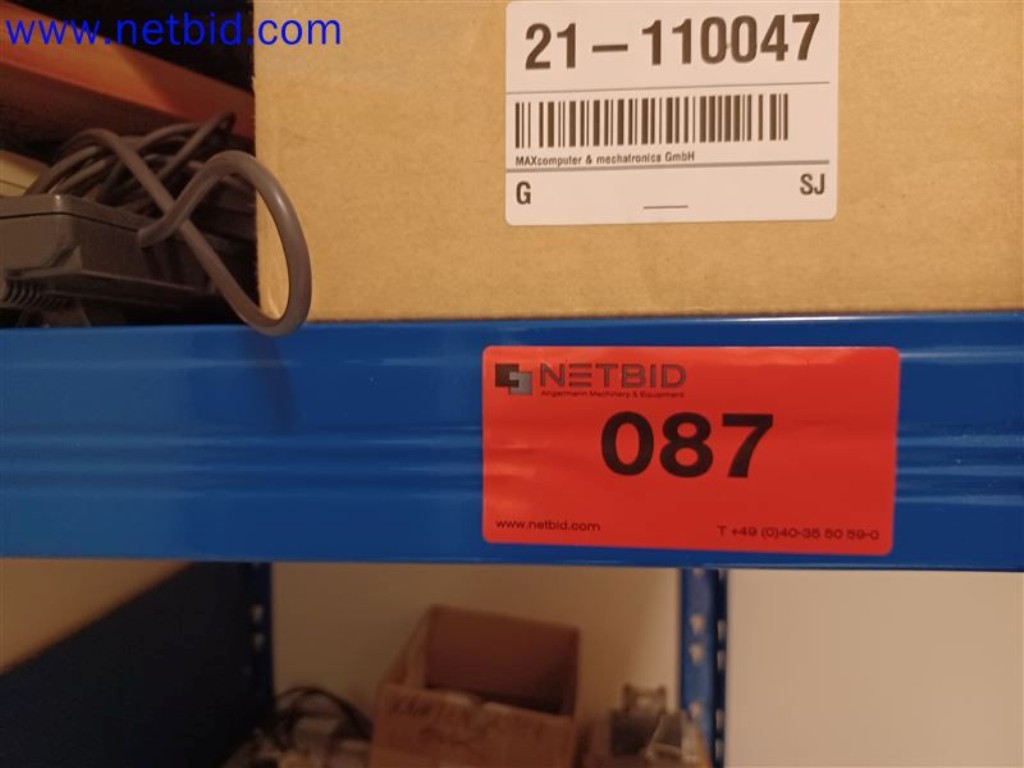 www.netbid.com
21-110047
MAXcomputer & mechatronics GmbH
G SJ
NETBID
Angermann Machinery & Equipment
087
www.netbid.com T +49 (0)40-35 50 59-0